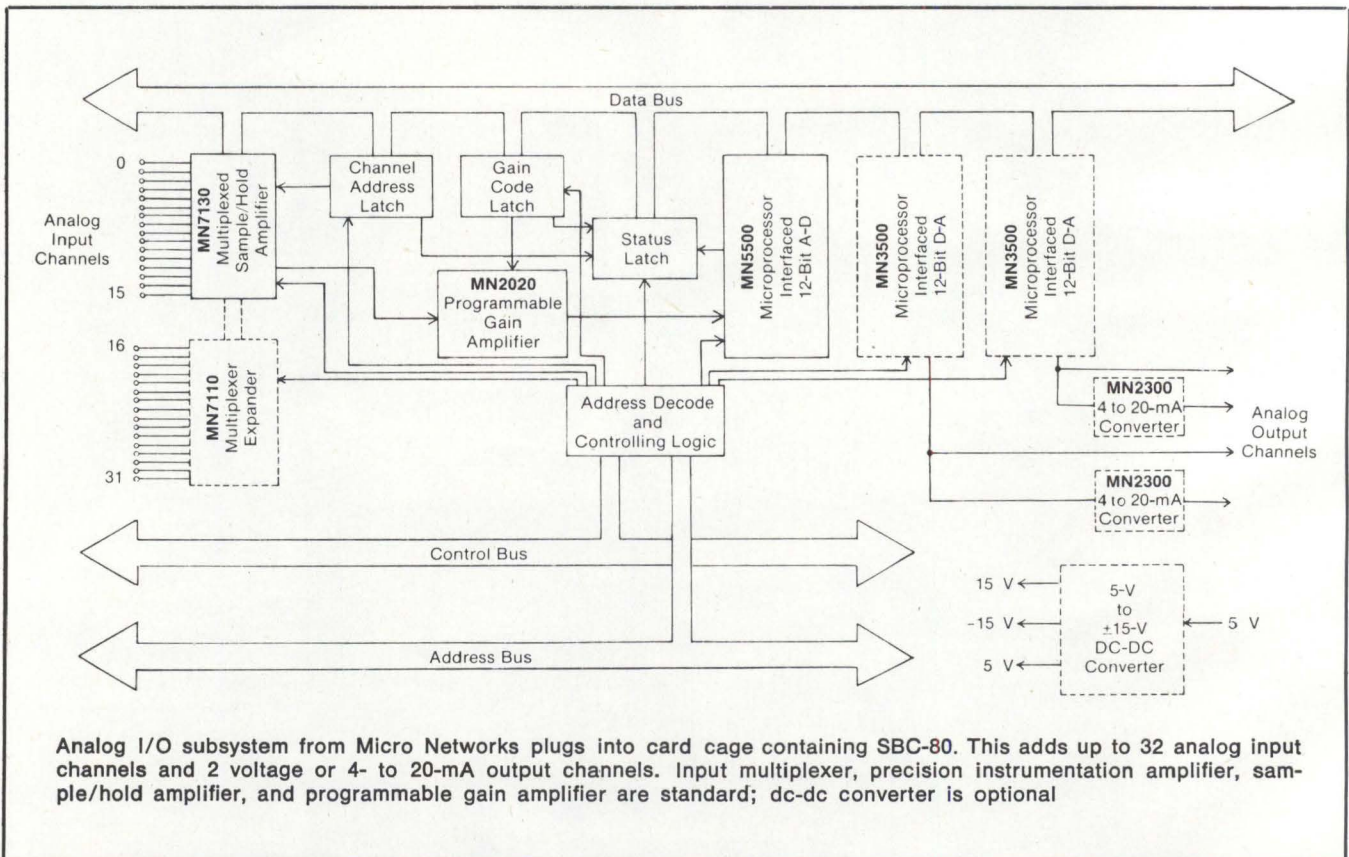 Data Bus
0
Analog
Input
Channels
15
MN7130
Multiplexed
Sample/Hold
Amplifier
Channel
Address
Latch
Gain
Code
Latch
Status
Latch
MN2020
Programmable
Gain
Amplifier
MN5500
Microprocessor
Interfaced
12-Bit A-D
MN3500
Microprocessor
Interfaced
12-Bit D-A
MN3500
Microprocessor
Interfaced
12-Bit D-A
16
31
MN7110
Multiplexer
Expander
Address Decode
and
Controlling Logic
MN2300
4 to 20-mA
Converter
Analog
Output
Channels
MN2300
4 to 20-mA
Converter
Control Bus
Address Bus
15 V
-15 V
5 V
5-V
to
±15-V
DC-DC
Converter
5 V
Analog I/O subsystem from Micro Networks plugs into card cage containing SBC-80. This adds up to 32 analog input
channels and 2 voltage or 4- to 20-mA output channels. Input multiplexer, precision instrumentation amplifier, sam-
ple/hold amplifier, and programmable gain amplifier are standard; dc-dc converter is optional